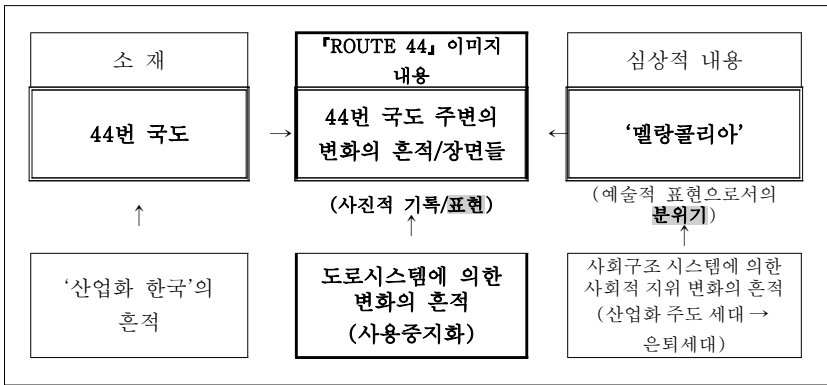 소 재
『ROUTE 44』 이미지
내용
심상적 내용
44번 국도
→
44번 국도 주변의
변화의 흔적/장면들
←
'멜랑콜리아'
↑
(사진적 기록/표현)
↑
(예술적 표현으로서의
분위기)
↑
'산업화 한국'의
흔적
도로시스템에 의한
변화의 흔적
(사용중지화)
사회구조 시스템에 의한
사회적 지위 변화의 흔적
(산업화 주도 세대 →
은퇴세대)